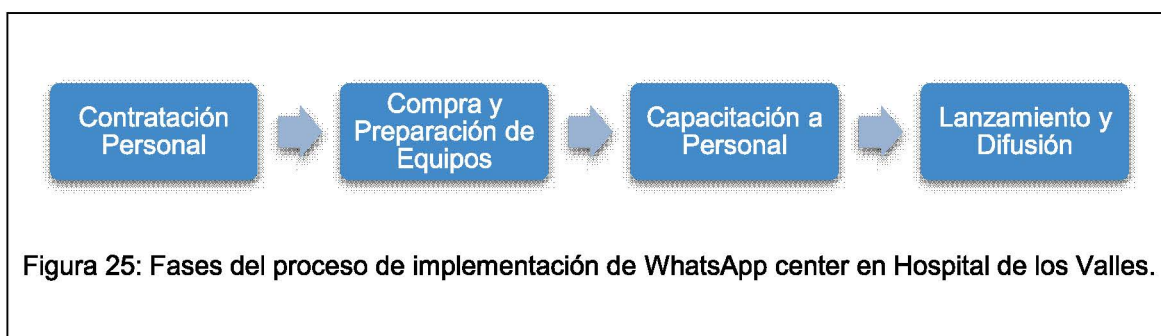 Contratación
Personal
Compra y
Preparación de
Equipos
Capacitación a
Personal
Lanzamiento y
Difusión
Figura 25: Fases del proceso de implementación de WhatsApp center en Hospital de los Valles.